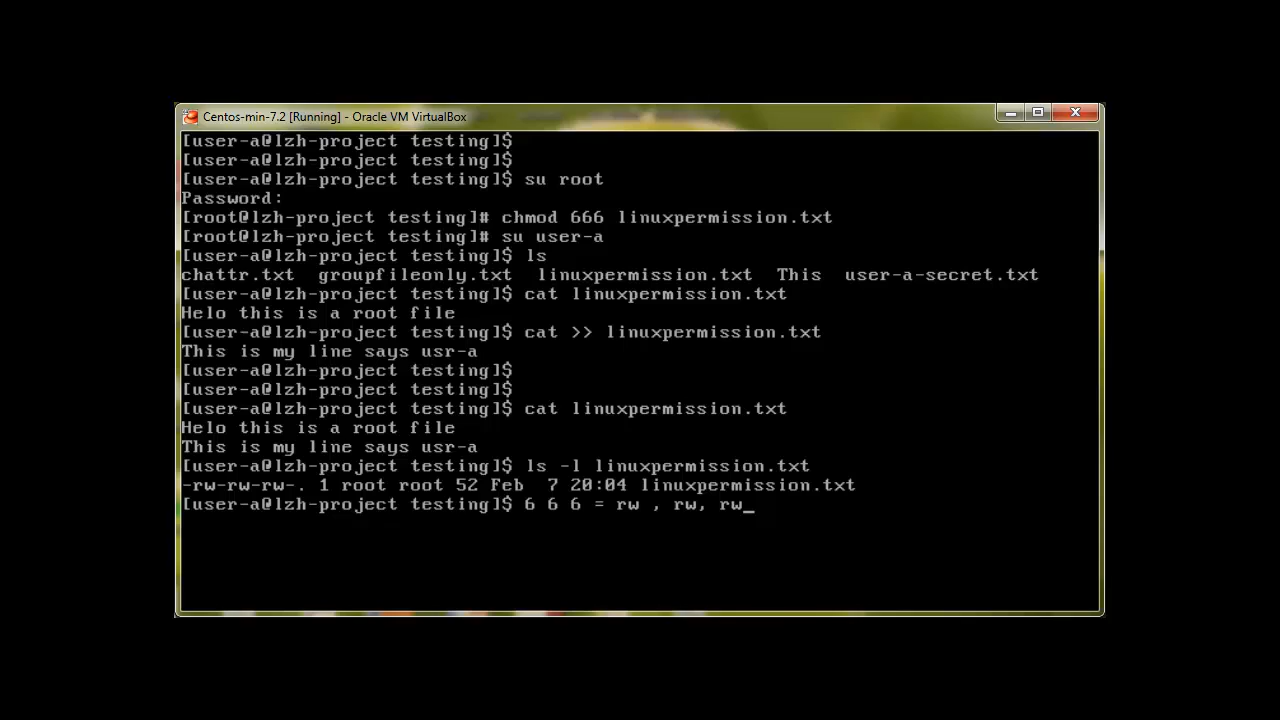 Centos-min-7.2 [Running] - Oracle VM VirtualBox
[user-a@lzh-project testing]$
[user-a@lzh-project testing]$
[user-a@lzh-project testing]$ su root
Password:
[root@lzh-project testing]# chmod 666 linuxpermission.txt
[root@lzh-project testing]# su user-a
[user-a@lzh-project testing]$ ls
chattr.txt  groupfileonly.txt  linuxpermission.txt  This  user-a-secret.txt
[user-a@lzh-project testing]$ cat linuxpermission.txt
Helo this is a root file
[user-a@lzh-project testing]$ cat >> linuxpermission.txt
This is my line says usr-a
[user-a@lzh-project testing]$
[user-a@lzh-project testing]$
[user-a@lzh-project testing]$ cat linuxpermission.txt
Helo this is a root file
This is my line says usr-a
[user-a@lzh-project testing]$ ls -l linuxpermission.txt
-rw-rw-rw-. 1 root root 52 Feb  7 20:04 linuxpermission.txt
[user-a@lzh-project testing]$ 6 6 6 = rw , rw, rw_